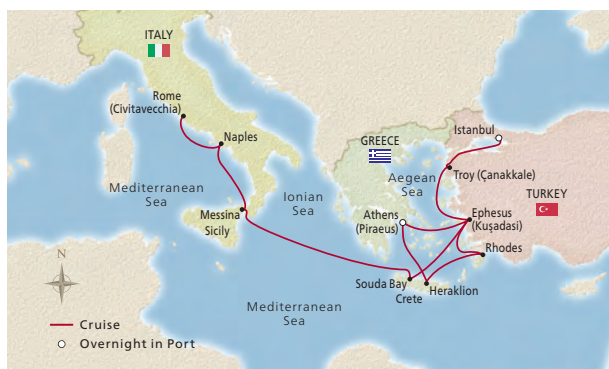 ITALY
Rome
(Civitavecchia)
Naples
Istanbul
GREECE
Troy (Çanakkale)
Aegean
Sea
Mediterranean
Sea
TURKEY
Ionian
Sea
Messina
Sicily
Athens
(Piraeus)
Ephesus
(Kuşadasi)
Rhodes
N
Souda Bay
Crete
Heraklion
Mediterranean
Sea
Cruise
Overnight in Port